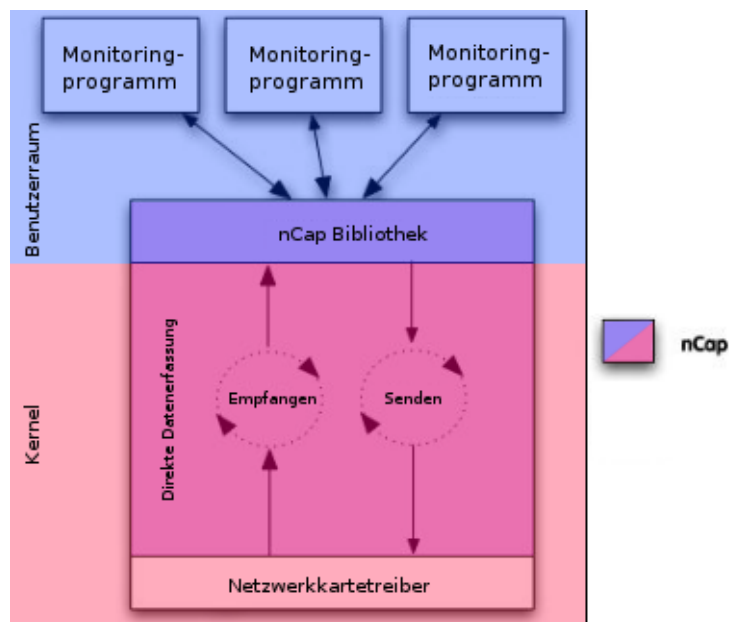 Monitoring-
programm
Monitoring-
programm
Monitoring-
programm
Benutzerraum
nCap Bibliothek
Kernel
Direkte Datenerfassung
Empfangen
Senden
Netzwerkkartetreiber
nCap